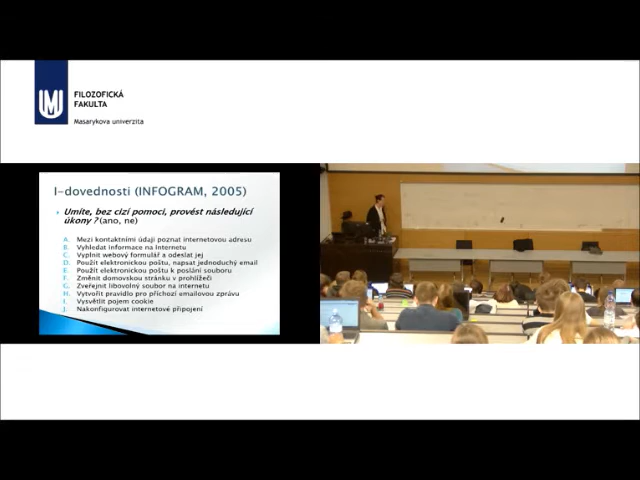 FILOZOFICKÁ
FAKULTA
Masarykova univerzita
I-dovednosti (INFOGRAM, 2005)
Umíte, bez cizí pomoci, provést následující
úkony ? (ano, ne)
A. Mezi kontaktními údaji poznat internetovou adresu
B. Vyhledat informace na Internetu
C. Vyplnit webový formulář a odeslat jej
D. Použít elektronickou poštu, napsat jednoduchý email
E. Použít elektronickou poštu k poslání souboru
F. Změnit domovskou stránku v prohlížeči
G. Zveřejnit libovolný soubor na internetu
H. Vytvořit pravidlo pro příchozí emailovou zprávu
I. Vysvětlit pojem cookie
J. Nakonfigurovat internetové připojení